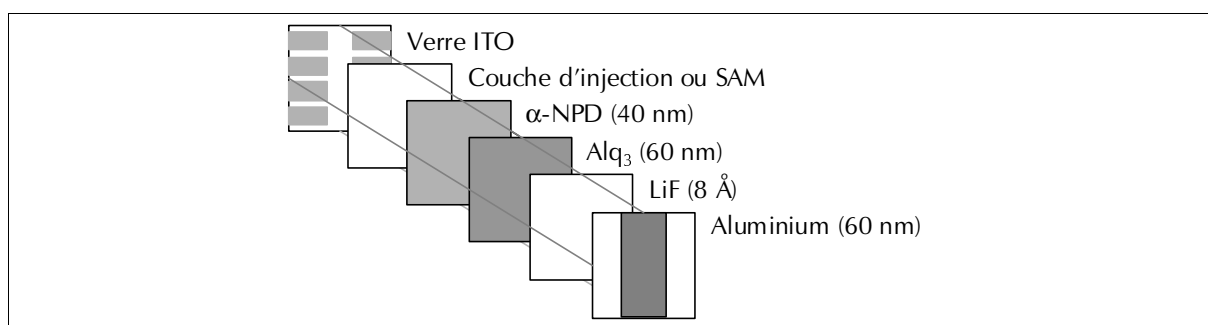 Verre ITO
Couche d'injection ou SAM
α-NPD (40 nm)
Alq₃ (60 nm)
LiF (8 Å)
Aluminium (60 nm)